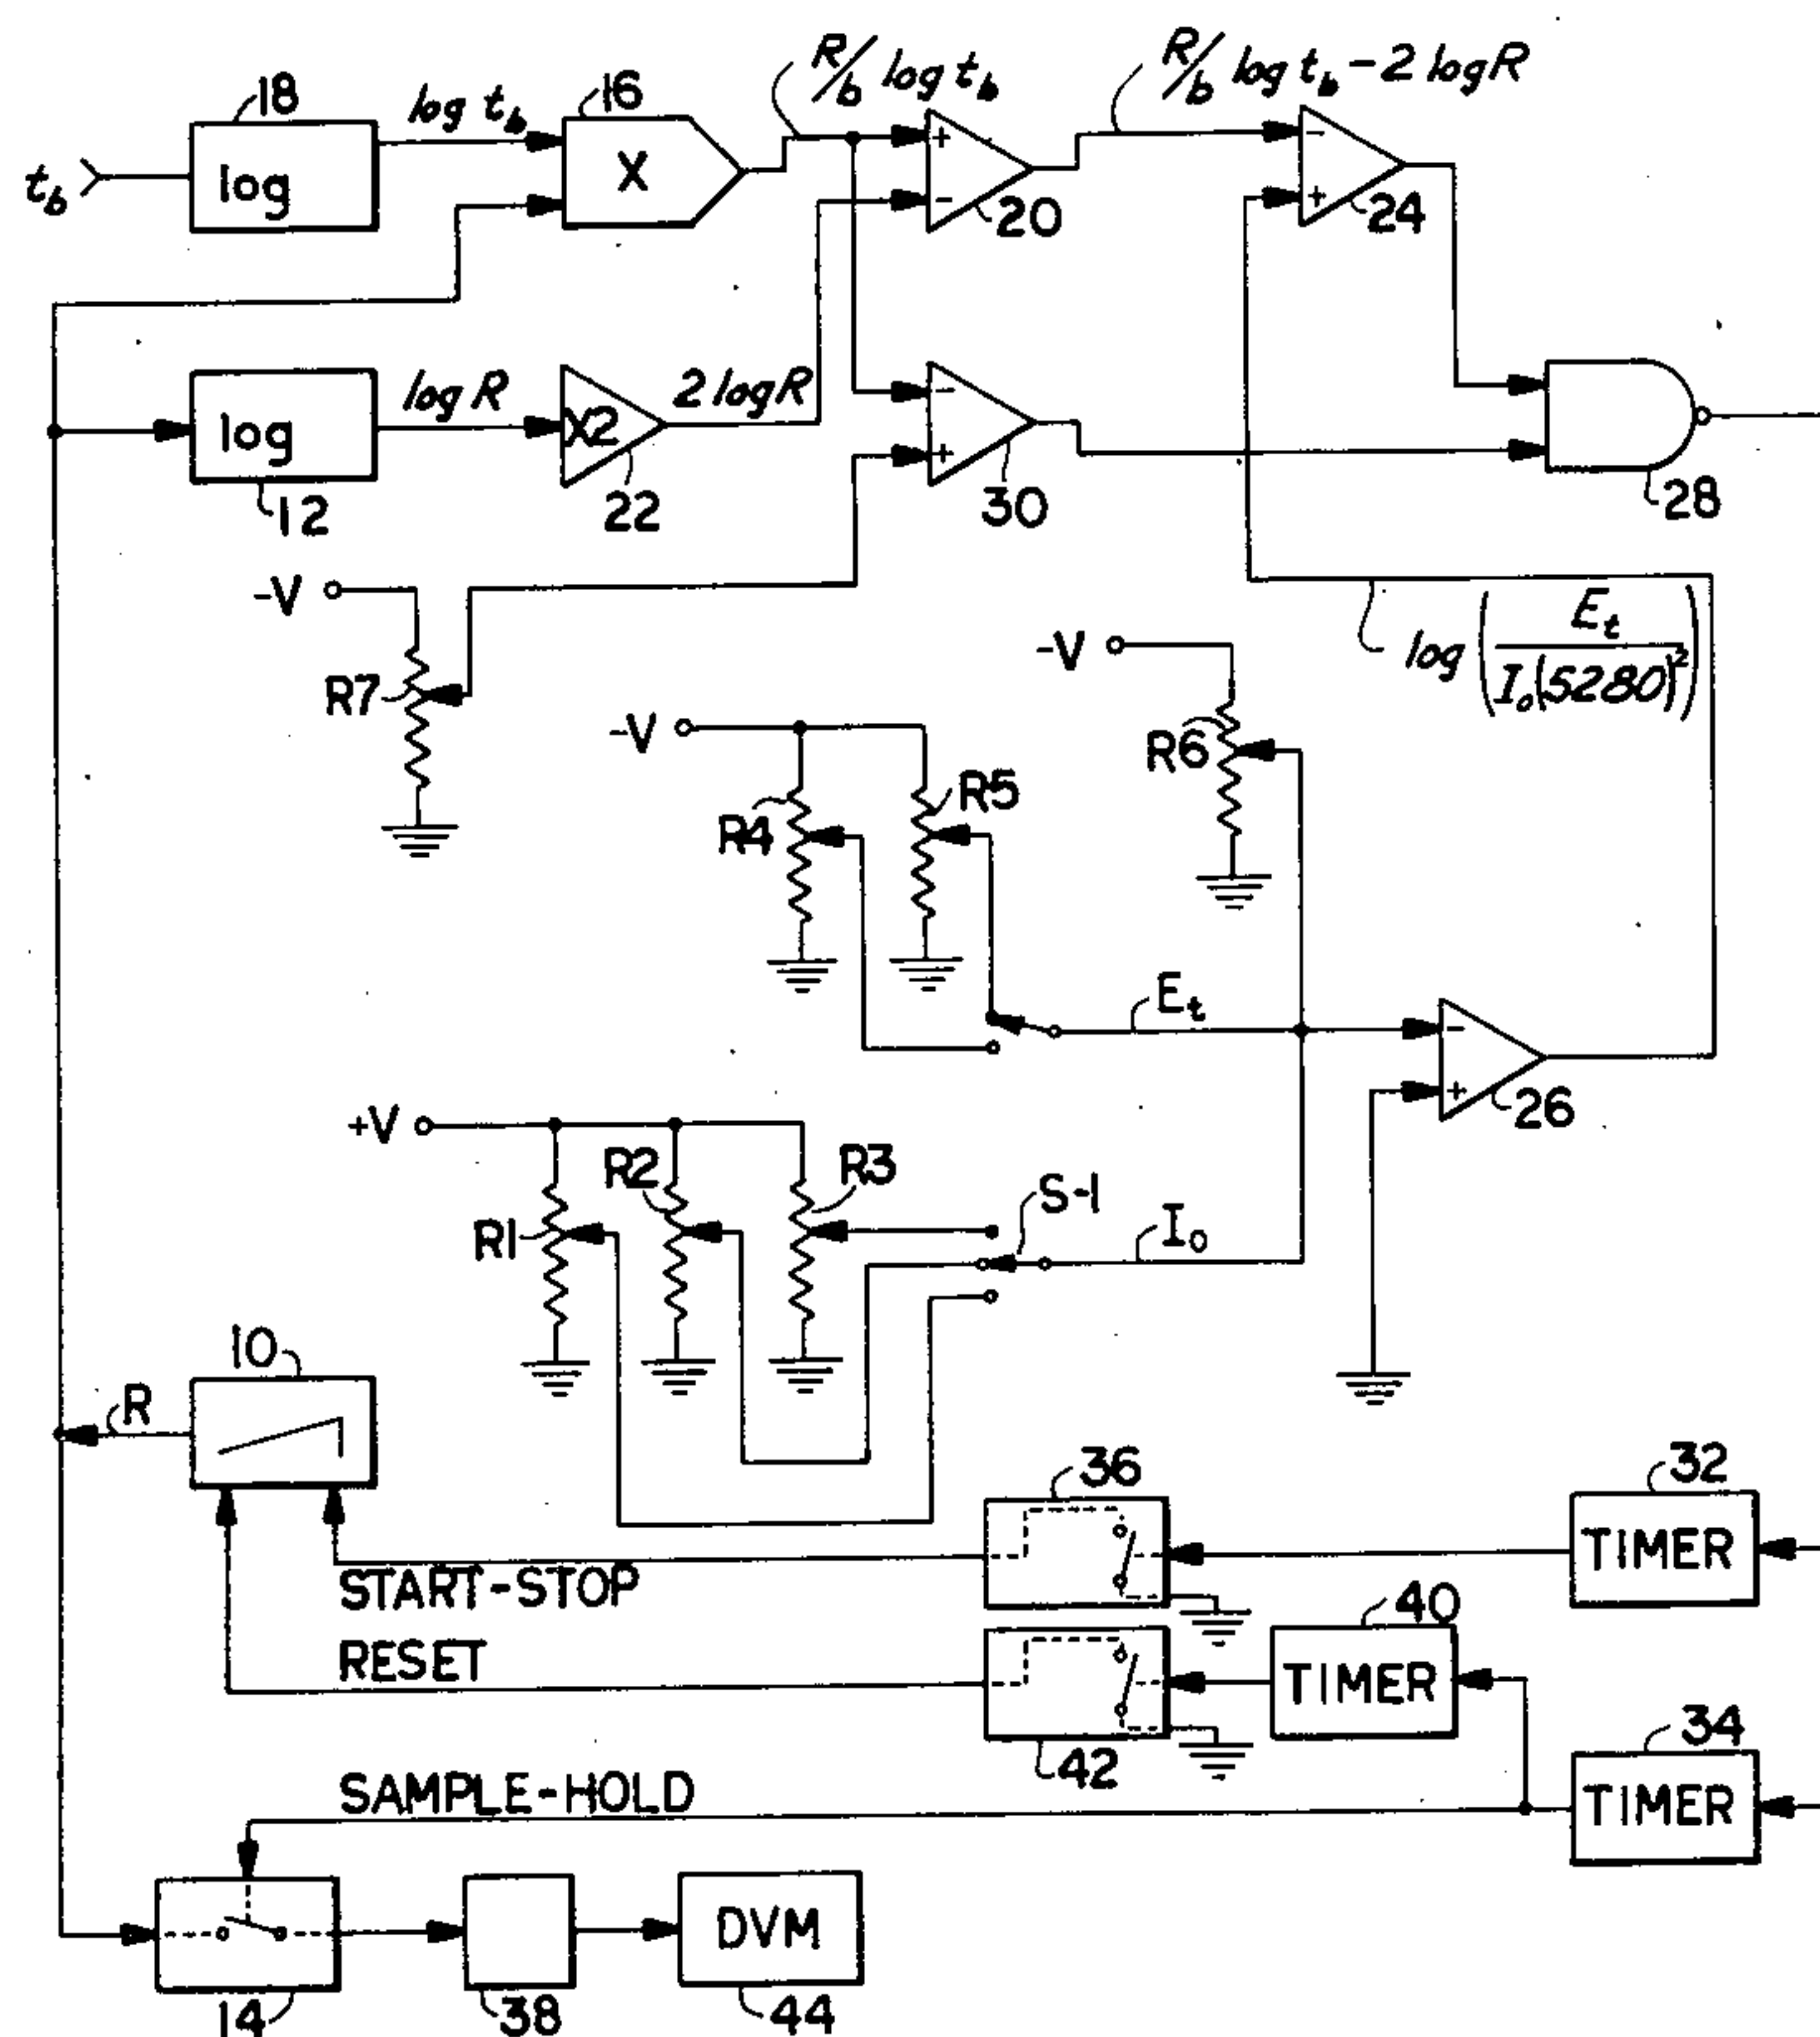 18
log t_b
16
R/b log t_b
R/b log t_b - 2 log R
t_b
log
X
+
-
20
-
+
24
log
12
log R
X2
22
2 log R
-
+
30
28
-V
R7
-V
R6
log (E_t / I_o(5280)^2)
-V
R4
R5
E_t
-
+
26
+V
R1
R2
R3
S-1
I_o
10
R
36
32
TIMER
START-STOP
40
RESET
TIMER
42
34
TIMER
SAMPLE-HOLD
14
38
DVM
44